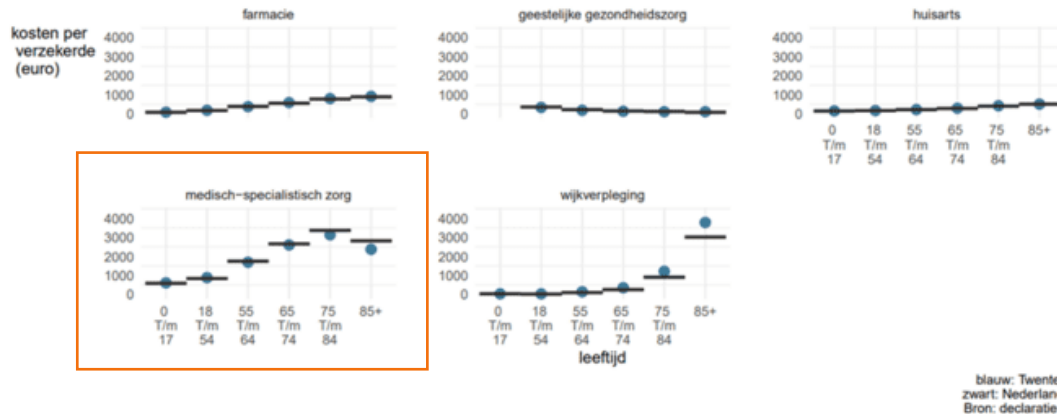 farmacie
geestelijke gezondheidszorg
huisarts
kosten per
verzekerde
(euro)
4000
3000
2000
1000
0
4000
3000
2000
1000
0
4000
3000
2000
1000
0
0 18 55 65 75 85+
T/m T/m T/m T/m T/m
17 54 64 74 84
medisch-specialistisch zorg
wijkverpleging
4000
3000
2000
1000
0
4000
3000
2000
1000
0
0 18 55 65 75 85+
T/m T/m T/m T/m T/m
17 54 64 74 84
0 18 55 65 75 85+
T/m T/m T/m T/m T/m
17 54 64 74 84
leeftijd
blauw: Twente
zwart: Nederlan
Bron: declaratie